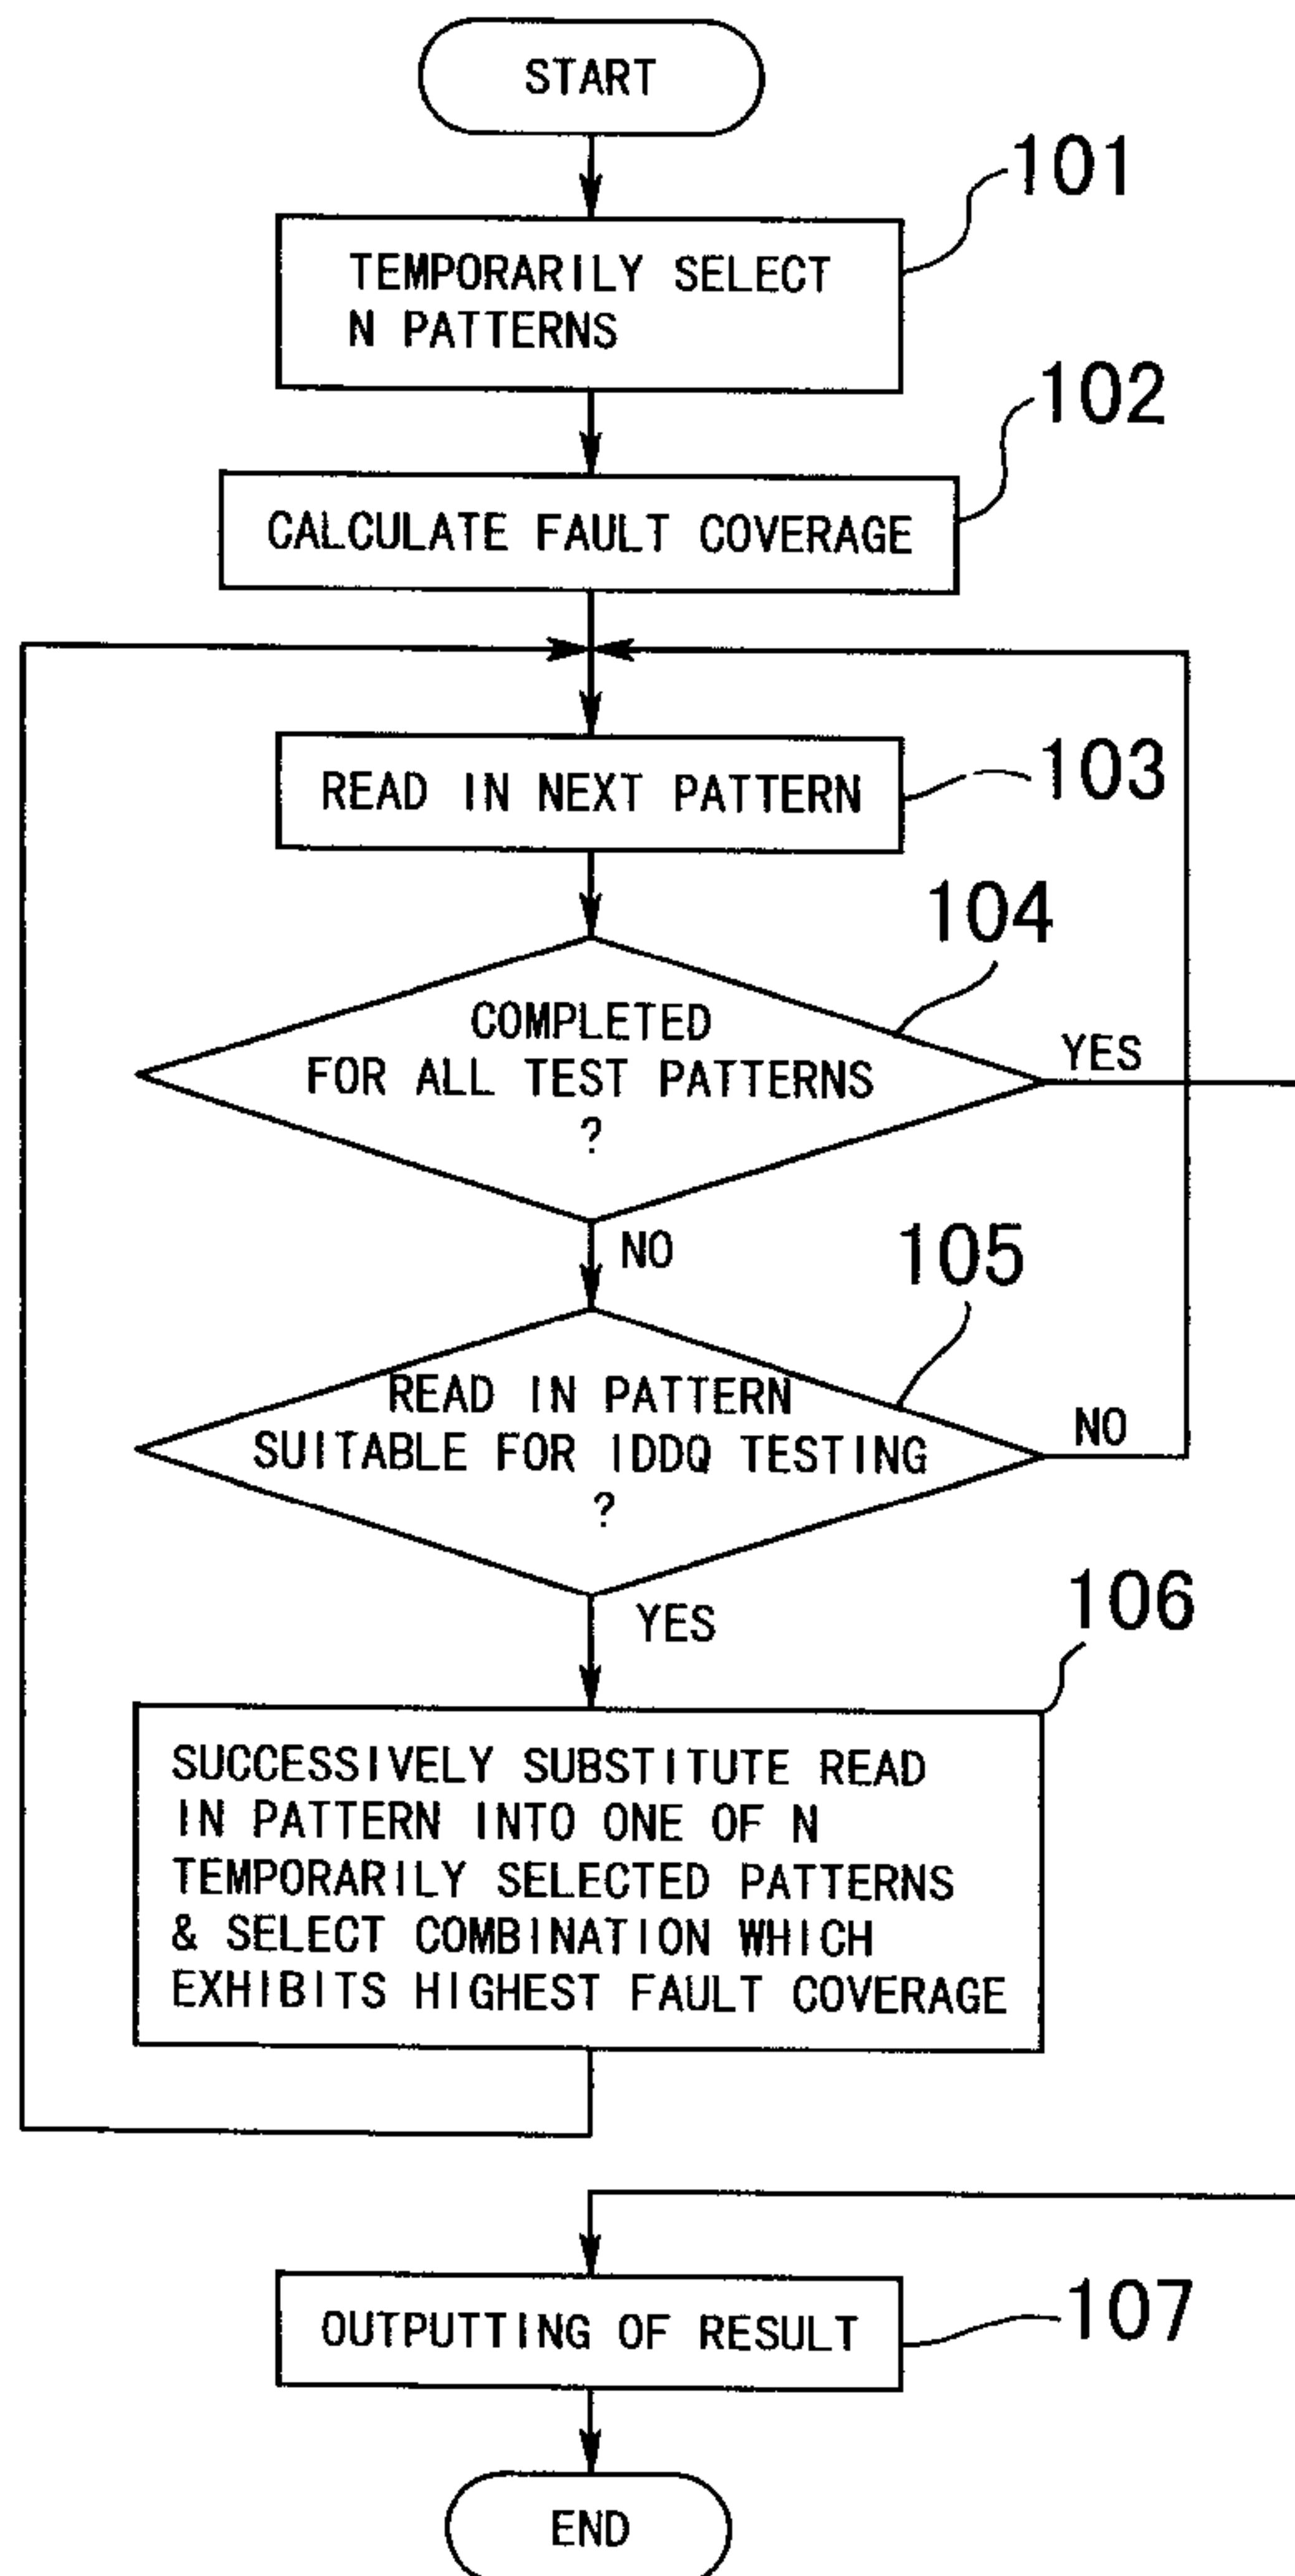 START
101
TEMPORARILY SELECT
N PATTERNS
102
CALCULATE FAULT COVERAGE
103
READ IN NEXT PATTERN
104
COMPLETED
FOR ALL TEST PATTERNS
?
YES
NO
105
READ IN PATTERN
SUITABLE FOR IDDQ TESTING
?
NO
YES
106
SUCCESSIVELY SUBSTITUTE READ
IN PATTERN INTO ONE OF N
TEMPORARILY SELECTED PATTERNS
& SELECT COMBINATION WHICH
EXHIBITS HIGHEST FAULT COVERAGE
OUTPUTTING OF RESULT
107
END